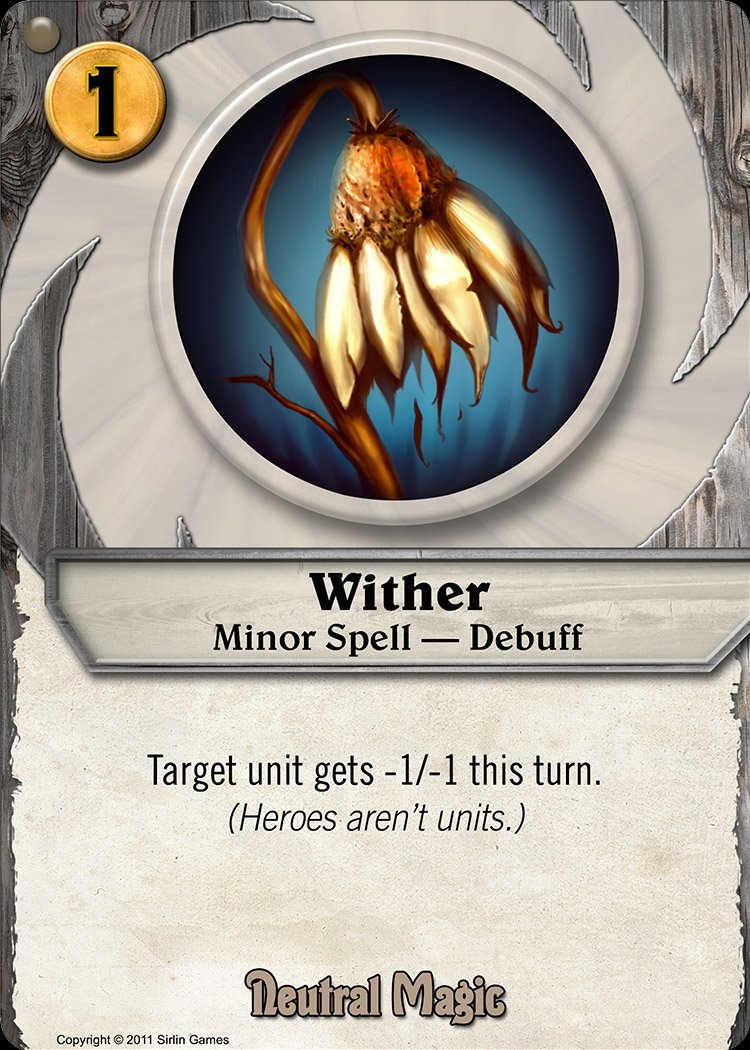 1
Wither
Minor Spell — Debuff
Target unit gets -1/-1 this turn.
(Heroes aren't units.)
Neutral Magic
Copyright © 2011 Sirlin Games